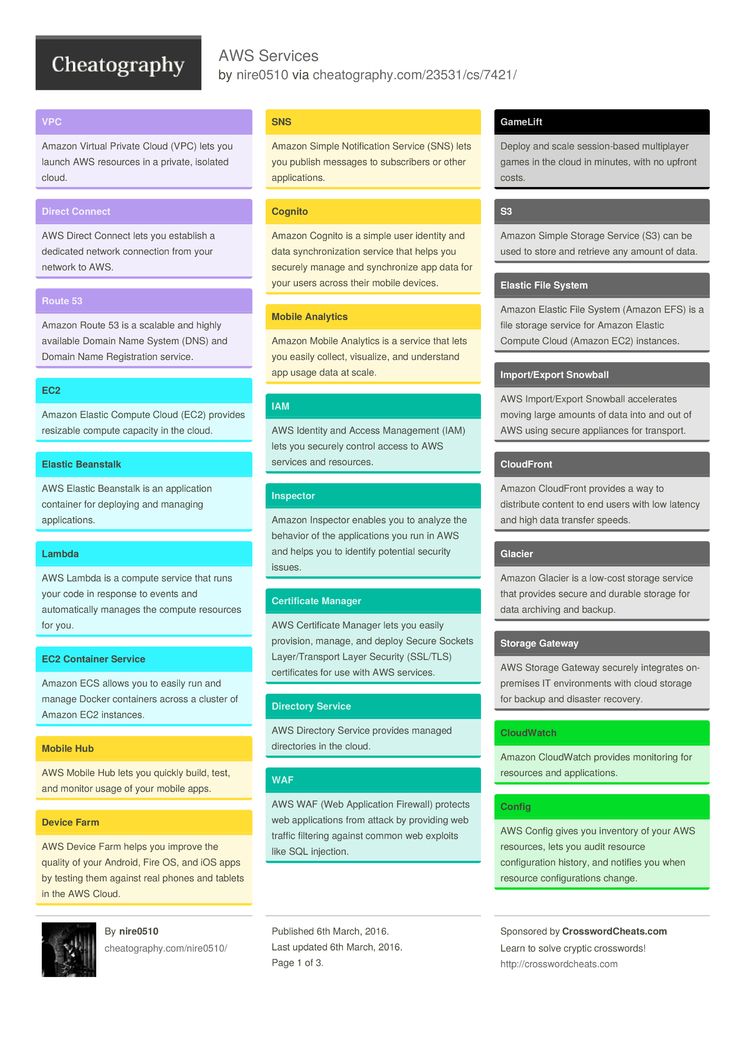 Cheatography
AWS Services
by nire0510 via cheatography.com/23531/cs/7421/
VPC
Amazon Virtual Private Cloud (VPC) lets you
launch AWS resources in a private, isolated
cloud.
Direct Connect
AWS Direct Connect lets you establish a
dedicated network connection from your
network to AWS.
Route 53
Amazon Route 53 is a scalable and highly
available Domain Name System (DNS) and
Domain Name Registration service.
EC2
Amazon Elastic Compute Cloud (EC2) provides
resizable compute capacity in the cloud.
Elastic Beanstalk
AWS Elastic Beanstalk is an application
container for deploying and managing
applications.
Lambda
AWS Lambda is a compute service that runs
your code in response to events and
automatically manages the compute resources
for you.
EC2 Container Service
Amazon ECS allows you to easily run and
manage Docker containers across a cluster of
Amazon EC2 instances.
Mobile Hub
AWS Mobile Hub lets you quickly build, test,
and monitor usage of your mobile apps.
Device Farm
AWS Device Farm helps you improve the
quality of your Android, Fire OS, and iOS apps
by testing them against real phones and tablets
in the AWS Cloud.
SNS
Amazon Simple Notification Service (SNS) lets
you publish messages to subscribers or other
applications.
Cognito
Amazon Cognito is a simple user identity and
data synchronization service that helps you
securely manage and synchronize app data for
your users across their mobile devices.
Mobile Analytics
Amazon Mobile Analytics is a service that lets
you easily collect, visualize, and understand
app usage data at scale.
IAM
AWS Identity and Access Management (IAM)
lets you securely control access to AWS
services and resources.
Inspector
Amazon Inspector enables you to analyze the
behavior of the applications you run in AWS
and helps you to identify potential security
issues.
Certificate Manager
AWS Certificate Manager lets you easily
provision, manage, and deploy Secure Sockets
Layer/Transport Layer Security (SSL/TLS)
certificates for use with AWS services.
Directory Service
AWS Directory Service provides managed
directories in the cloud.
WAF
AWS WAF (Web Application Firewall) protects
web applications from attack by providing web
traffic filtering against common web exploits
like SQL injection.
GameLift
Deploy and scale session-based multiplayer
games in the cloud in minutes, with no upfront
costs.
S3
Amazon Simple Storage Service (S3) can be
used to store and retrieve any amount of data.
Elastic File System
Amazon Elastic File System (Amazon EFS) is a
file storage service for Amazon Elastic
Compute Cloud (Amazon EC2) instances.
Import/Export Snowball
AWS Import/Export Snowball accelerates
moving large amounts of data into and out of
AWS using secure appliances for transport.
CloudFront
Amazon CloudFront provides a way to
distribute content to end users with low latency
and high data transfer speeds.
Glacier
Amazon Glacier is a low-cost storage service
that provides secure and durable storage for
data archiving and backup.
Storage Gateway
AWS Storage Gateway securely integrates on-
premises IT environments with cloud storage
for backup and disaster recovery.
CloudWatch
Amazon CloudWatch provides monitoring for
resources and applications.
Config
AWS Config gives you inventory of your AWS
resources, lets you audit resource
configuration history, and notifies you when
resource configurations change.
By nire0510
cheatography.com/nire0510/
Published 6th March, 2016.
Last updated 6th March, 2016.
Page 1 of 3.
Sponsored by CrosswordCheats.com
Learn to solve cryptic crosswords!
http://crosswordcheats.com